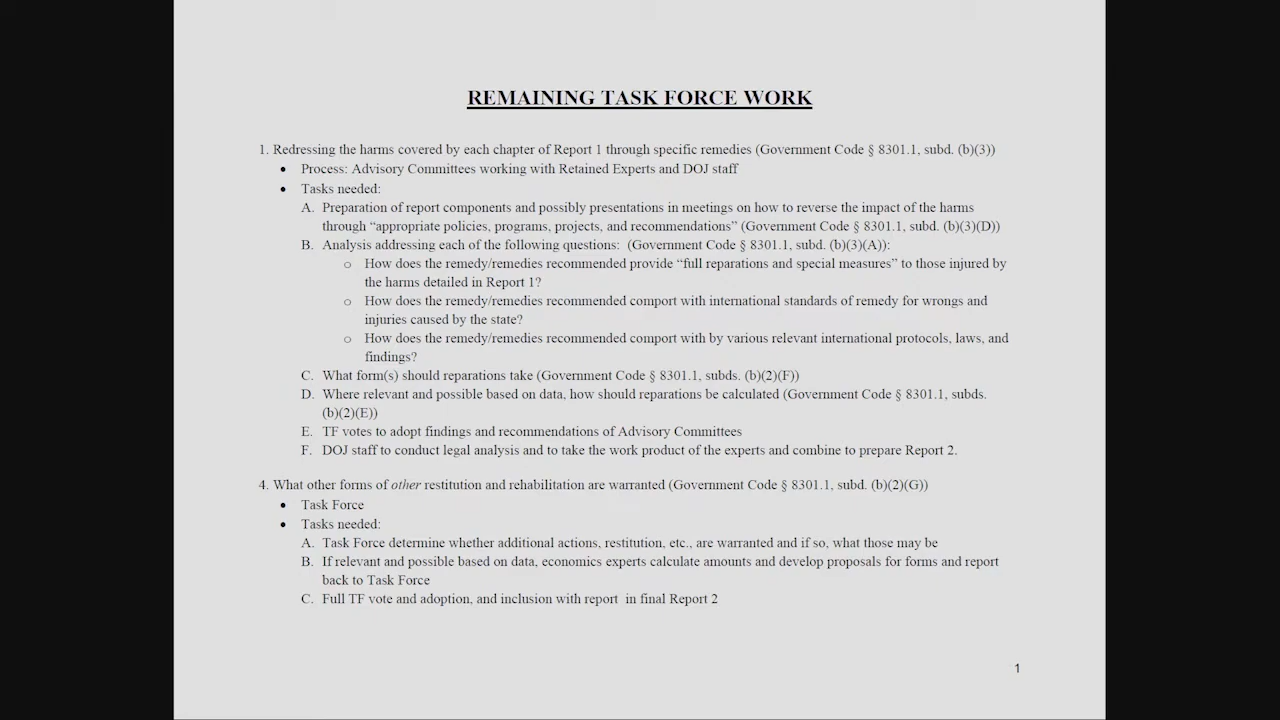 REMAINING TASK FORCE WORK
1. Redressing the harms covered by each chapter of Report 1 through specific remedies (Government Code § 8301.1, subd. (b)(3))
• Process: Advisory Committees working with Retained Experts and DOJ staff
• Tasks needed:
A. Preparation of report components and possibly presentations in meetings on how to reverse the impact of the harms
through “appropriate policies, programs, projects, and recommendations” (Government Code § 8301.1, subd. (b)(3)(D))
B. Analysis addressing each of the following questions: (Government Code § 8301.1, subd. (b)(3)(A)):
o How does the remedy/remedies recommended provide “full reparations and special measures” to those injured by
the harms detailed in Report 1?
o How does the remedy/remedies recommended comport with international standards of remedy for wrongs and
injuries caused by the state?
o How does the remedy/remedies recommended comport with by various relevant international protocols, laws, and
findings?
C. What form(s) should reparations take (Government Code § 8301.1, subds. (b)(2)(F))
D. Where relevant and possible based on data, how should reparations be calculated (Government Code § 8301.1, subds.
(b)(2)(E))
E. TF votes to adopt findings and recommendations of Advisory Committees
F. DOJ staff to conduct legal analysis and to take the work product of the experts and combine to prepare Report 2.
4. What other forms of other restitution and rehabilitation are warranted (Government Code § 8301.1, subd. (b)(2)(G))
• Task Force
• Tasks needed:
A. Task Force determine whether additional actions, restitution, etc., are warranted and if so, what those may be
B. If relevant and possible based on data, economics experts calculate amounts and develop proposals for forms and report
back to Task Force
C. Full TF vote and adoption, and inclusion with report in final Report 2
1